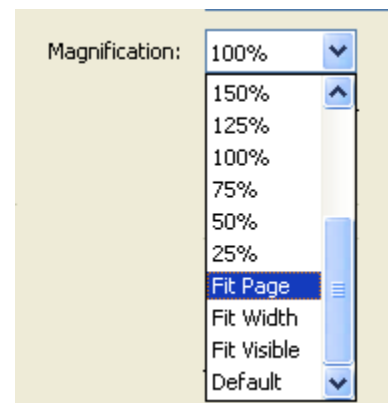 Magnification: 100%
150%
125%
100%
75%
50%
25%
Fit Page
Fit Width
Fit Visible
Default